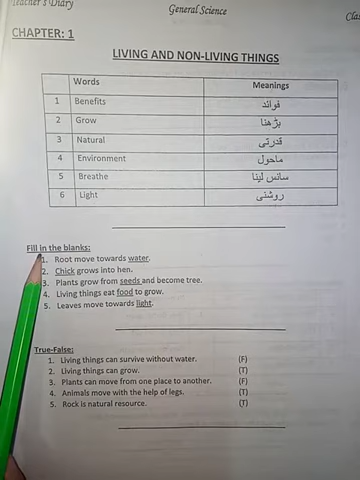 Teacher's Diary
General Science
Clas
CHAPTER: 1
LIVING AND NON-LIVING THINGS
Words Meanings
1 Benefits فوائد
2 Grow بڑھنا
3 Natural قدرتی
4 Environment ماحول
5 Breathe سانس لینا
6 Light روشنی
Fill in the blanks:
1. Root move towards water.
2. Chick grows into hen.
3. Plants grow from seeds and become tree.
4. Living things eat food to grow.
5. Leaves move towards light.
True-False:
1. Living things can survive without water. (F)
2. Living things can grow. (T)
3. Plants can move from one place to another. (F)
4. Animals move with the help of legs. (T)
5. Rock is natural resource. (T)